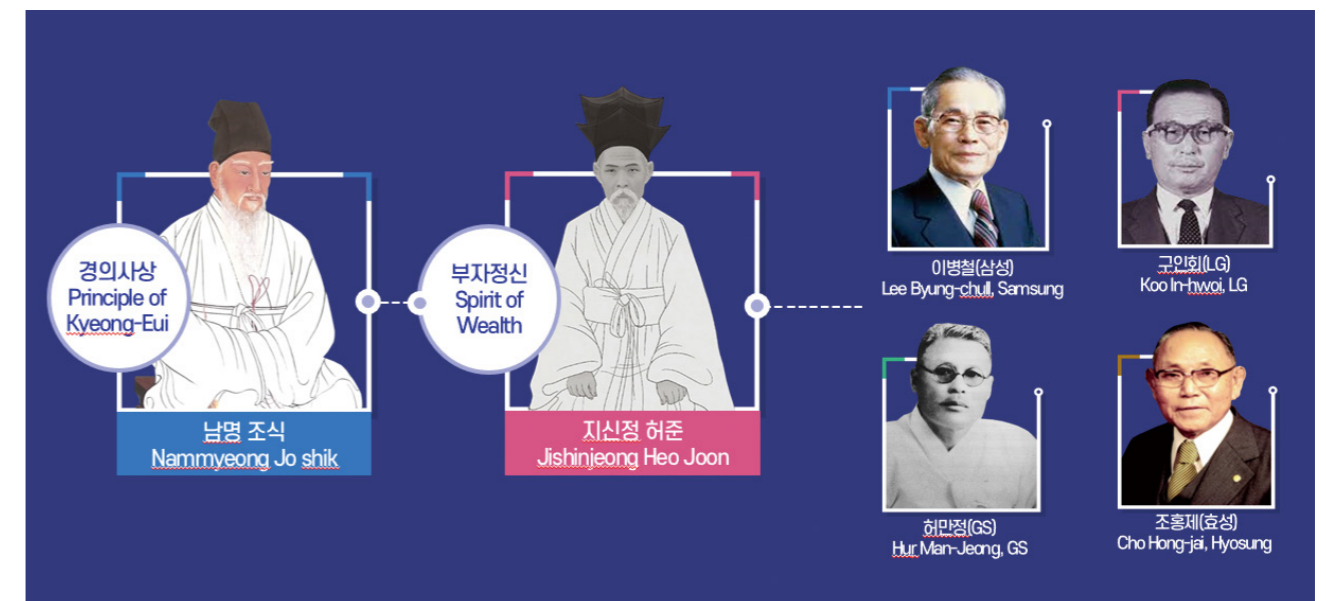 경의사상
Principle of
Kyeong-Eui
남명 조식
Nammyeong Jo shik
부자정신
Spirit of
Wealth
지신정 허준
Jishinjeong Heo Joon
이병철(삼성)
Lee Byung-chull, Samsung
구인회(LG)
Koo In-hwoi, LG
허만정(GS)
Hur Man-Jeong, GS
조홍제(효성)
Cho Hong-jai, Hyosung